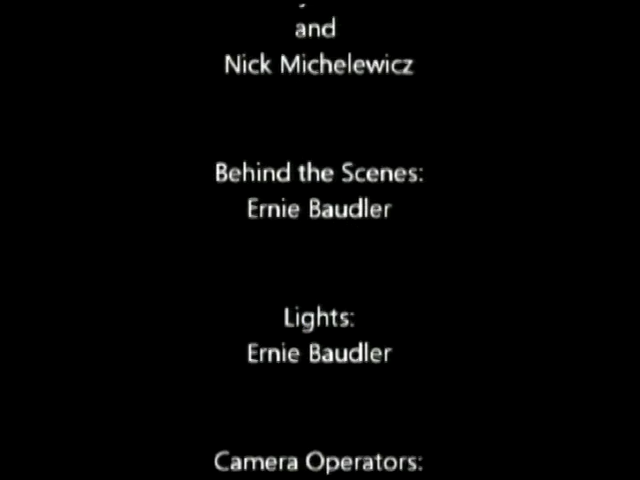 and
Nick Michelewicz
Behind the Scenes:
Ernie Baudler
Lights:
Ernie Baudler
Camera Operators: